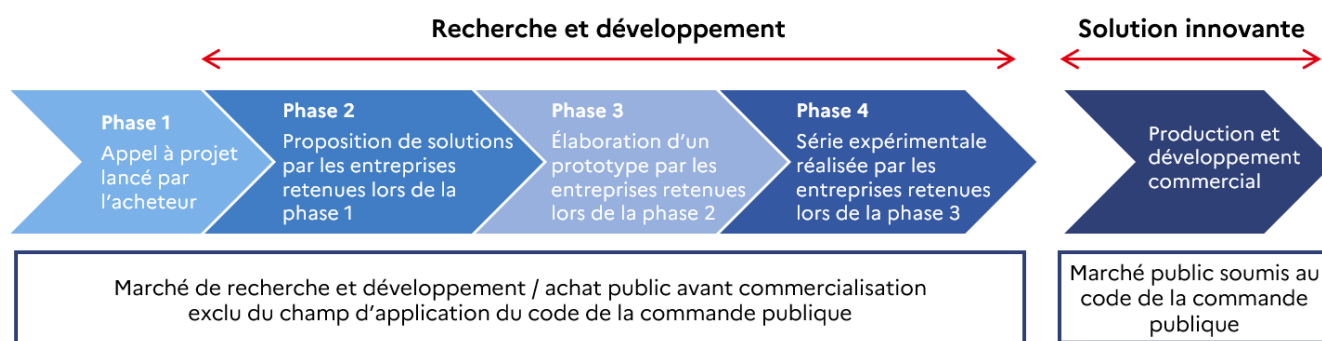 Recherche et développement
Solution innovante
Phase 1
Appel à projet
lancé par
l'acheteur
Phase 2
Proposition de solutions
par les entreprises
retenues lors de la
phase 1
Phase 3
Élaboration d'un
prototype par les
entreprises retenues
lors de la phase 2
Phase 4
Série expérimentale
réalisée par les
entreprises retenues
lors de la phase 3
Production et
développement
commercial
Marché de recherche et développement / achat public avant commercialisation
exclu du champ d'application du code de la commande publique
Marché public soumis au
code de la commande
publique